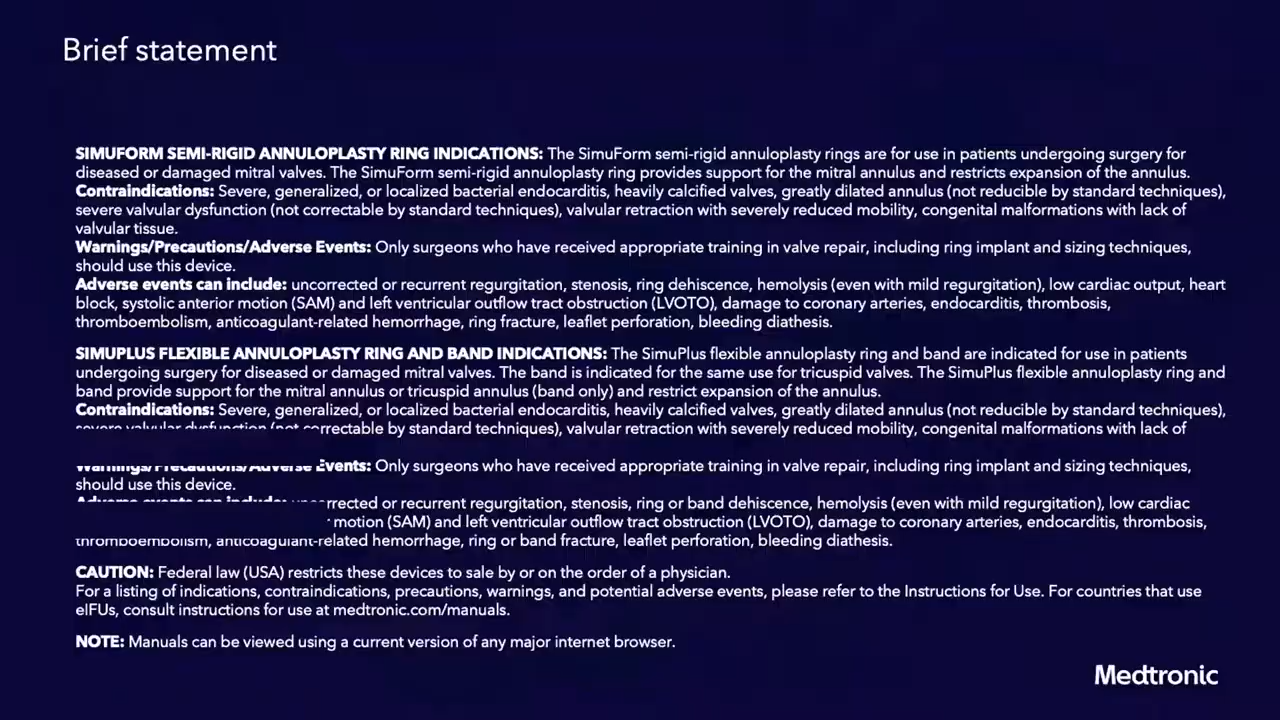 Brief statement
SIMUFORM SEMI-RIGID ANNULOPLASTY RING INDICATIONS: The SimuForm semi-rigid annuloplasty rings are for use in patients undergoing surgery for
diseased or damaged mitral valves. The SimuForm semi-rigid annuloplasty ring provides support for the mitral annulus and restricts expansion of the annulus.
Contraindications: Severe, generalized, or localized bacterial endocarditis, heavily calcified valves, greatly dilated annulus (not reducible by standard techniques),
severe valvular dysfunction (not correctable by standard techniques), valvular retraction with severely reduced mobility, congenital malformations with lack of
valvular tissue.
Warnings/Precautions/Adverse Events: Only surgeons who have received appropriate training in valve repair, including ring implant and sizing techniques,
should use this device.
Adverse events can include: uncorrected or recurrent regurgitation, stenosis, ring dehiscence, hemolysis (even with mild regurgitation), low cardiac output, heart
block, systolic anterior motion (SAM) and left ventricular outflow tract obstruction (LVOTO), damage to coronary arteries, endocarditis, thrombosis,
thromboembolism, anticoagulant-related hemorrhage, ring fracture, leaflet perforation, bleeding diathesis.
SIMUPLUS FLEXIBLE ANNULOPLASTY RING AND BAND INDICATIONS: The SimuPlus flexible annuloplasty ring and band are indicated for use in patients
undergoing surgery for diseased or damaged mitral valves. The band is indicated for the same use for tricuspid valves. The SimuPlus flexible annuloplasty ring and
band provide support for the mitral annulus or tricuspid annulus (band only) and restrict expansion of the annulus.
Contraindications: Severe, generalized, or localized bacterial endocarditis, heavily calcified valves, greatly dilated annulus (not reducible by standard techniques),
severe valvular dysfunction (not correctable by standard techniques), valvular retraction with severely reduced mobility, congenital malformations with lack of
Warnings/Precautions/Adverse Events: Only surgeons who have received appropriate training in valve repair, including ring implant and sizing techniques,
should use this device.
Adverse events can include: uncorrected or recurrent regurgitation, stenosis, ring or band dehiscence, hemolysis (even with mild regurgitation), low cardiac
motion (SAM) and left ventricular outflow tract obstruction (LVOTO), damage to coronary arteries, endocarditis, thrombosis,
thromboembolism, anticoagulant-related hemorrhage, ring or band fracture, leaflet perforation, bleeding diathesis.
CAUTION: Federal law (USA) restricts these devices to sale by or on the order of a physician.
For a listing of indications, contraindications, precautions, warnings, and potential adverse events, please refer to the Instructions for Use. For countries that use
eIFUs, consult instructions for use at medtronic.com/manuals.
NOTE: Manuals can be viewed using a current version of any major internet browser.
Medtronic